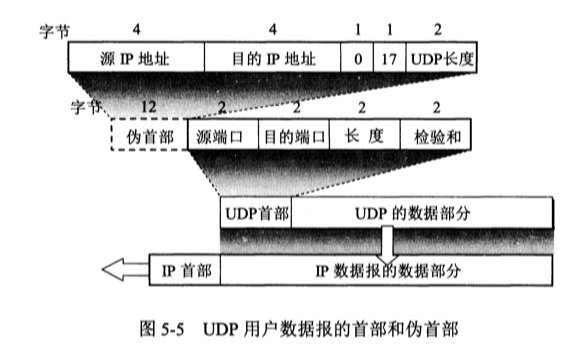 字节 4 4 1 1 2
源 IP 地址 目的 IP 地址 0 17 UDP长度
字节 12 2 2 2 2
伪首部 源端口 目的端口 长 度 检验和
UDP首部 UDP 的数据部分
IP 首部 IP 数据报的数据部分
图 5-5 UDP 用户数据报的首部和伪首部